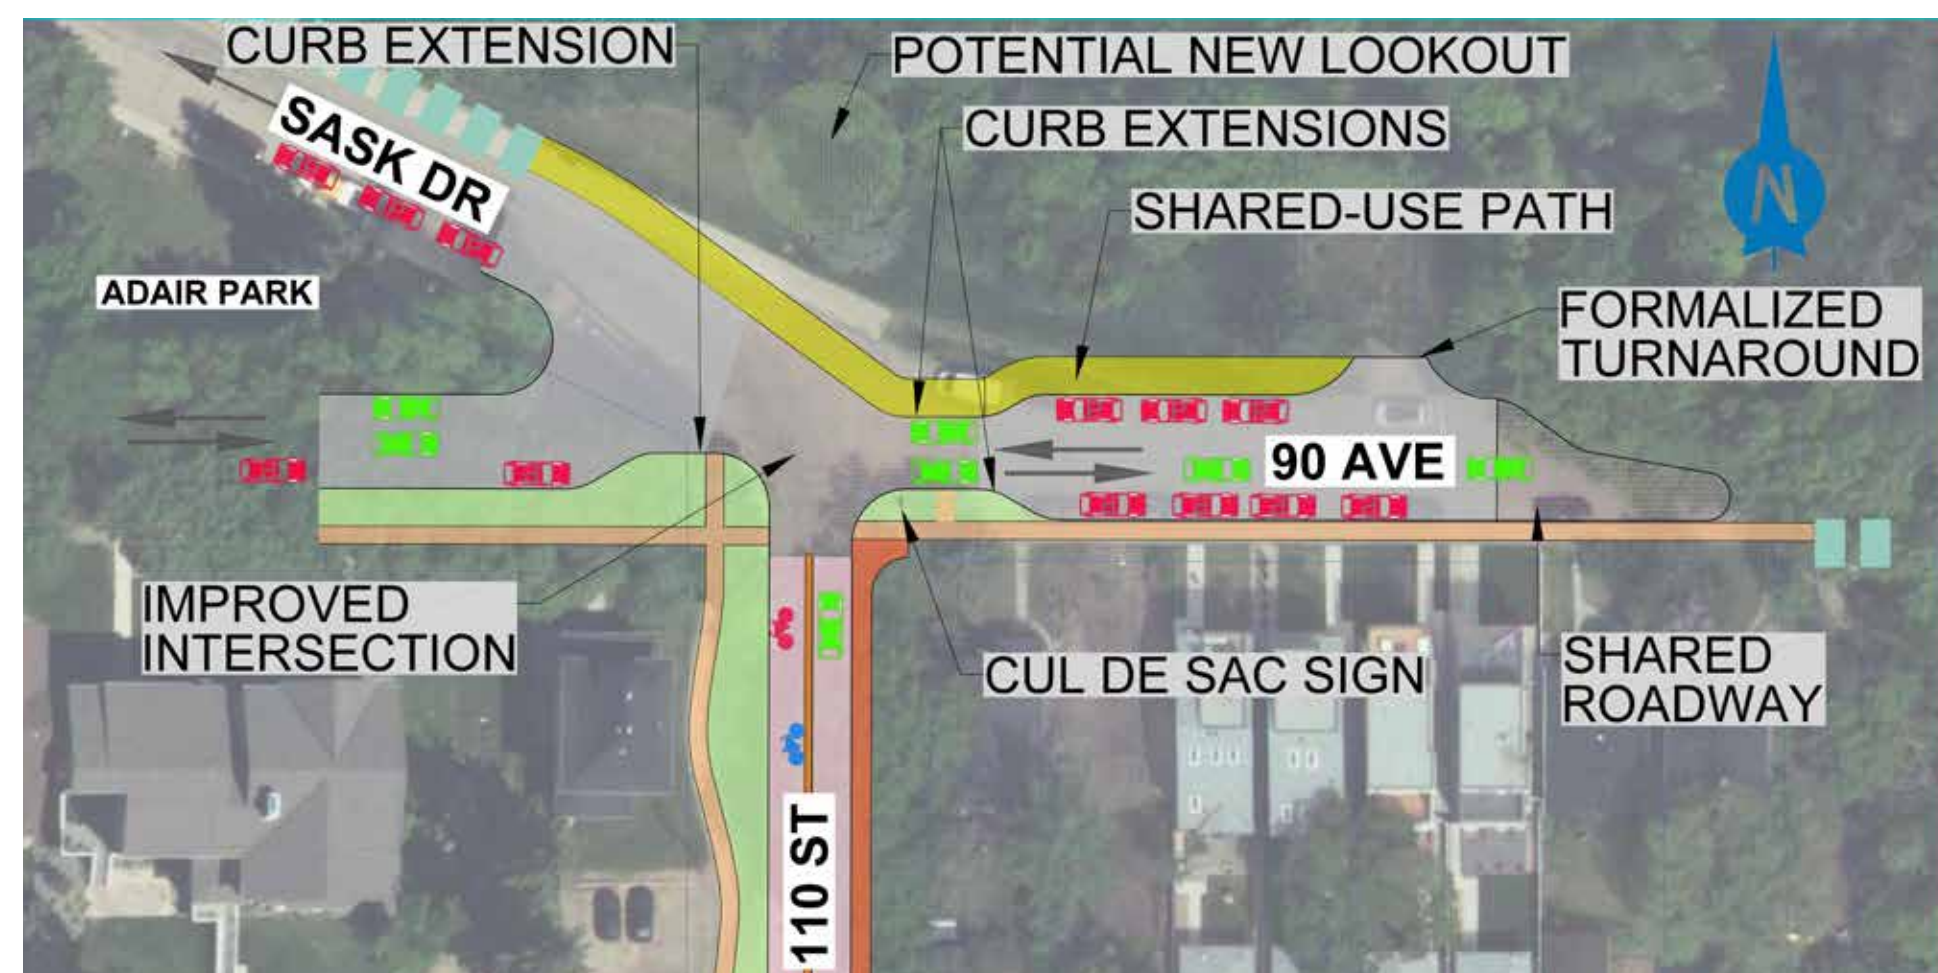 CURB EXTENSION
POTENTIAL NEW LOOKOUT
CURB EXTENSIONS
SASK DR
SHARED-USE PATH
N
ADAIR PARK
FORMALIZED
TURNAROUND
90 AVE
IMPROVED
INTERSECTION
CUL DE SAC SIGN
SHARED
ROADWAY
110 ST